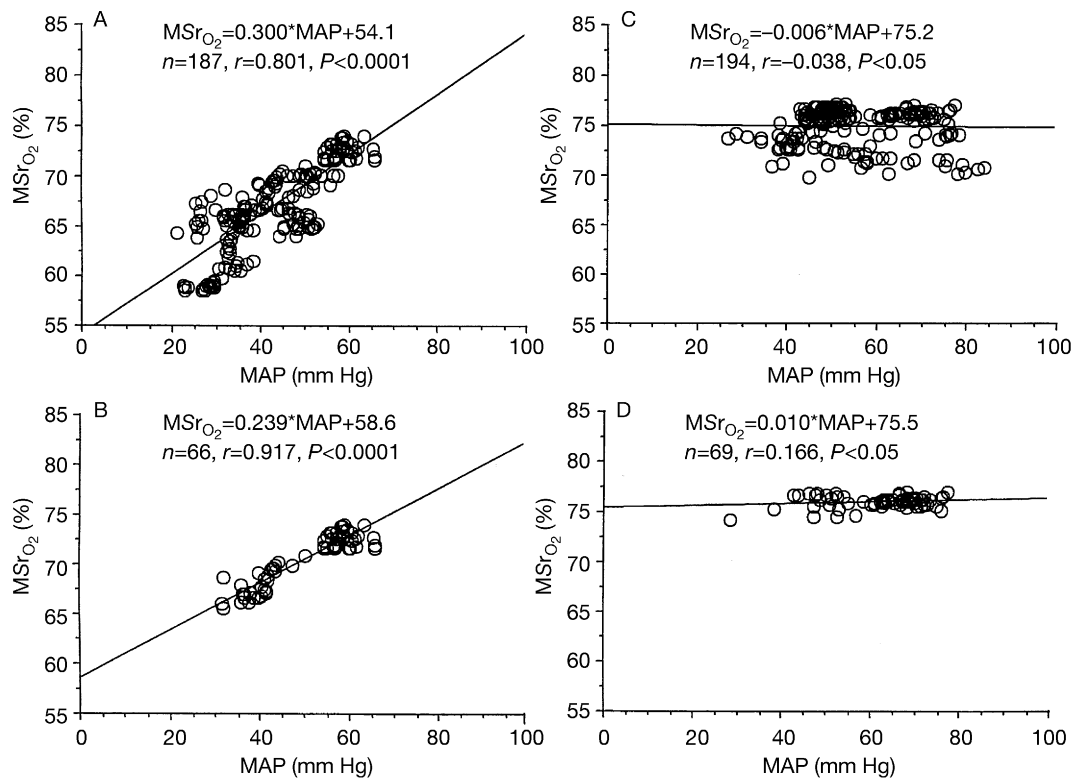 A
MSrO2=0.300*MAP+54.1
n=187, r=0.801, P<0.0001
85
80
75
70
65
60
55
MSrO2 (%)
0 20 40 60 80 100
MAP (mm Hg)
C
MSrO2=–0.006*MAP+75.2
n=194, r=–0.038, P<0.05
85
80
75
70
65
60
55
MSrO2 (%)
0 20 40 60 80 100
MAP (mm Hg)
B
MSrO2=0.239*MAP+58.6
n=66, r=0.917, P<0.0001
85
80
75
70
65
60
55
MSrO2 (%)
0 20 40 60 80 100
MAP (mm Hg)
D
MSrO2=0.010*MAP+75.5
n=69, r=0.166, P<0.05
85
80
75
70
65
60
55
MSrO2 (%)
0 20 40 60 80 100
MAP (mm Hg)